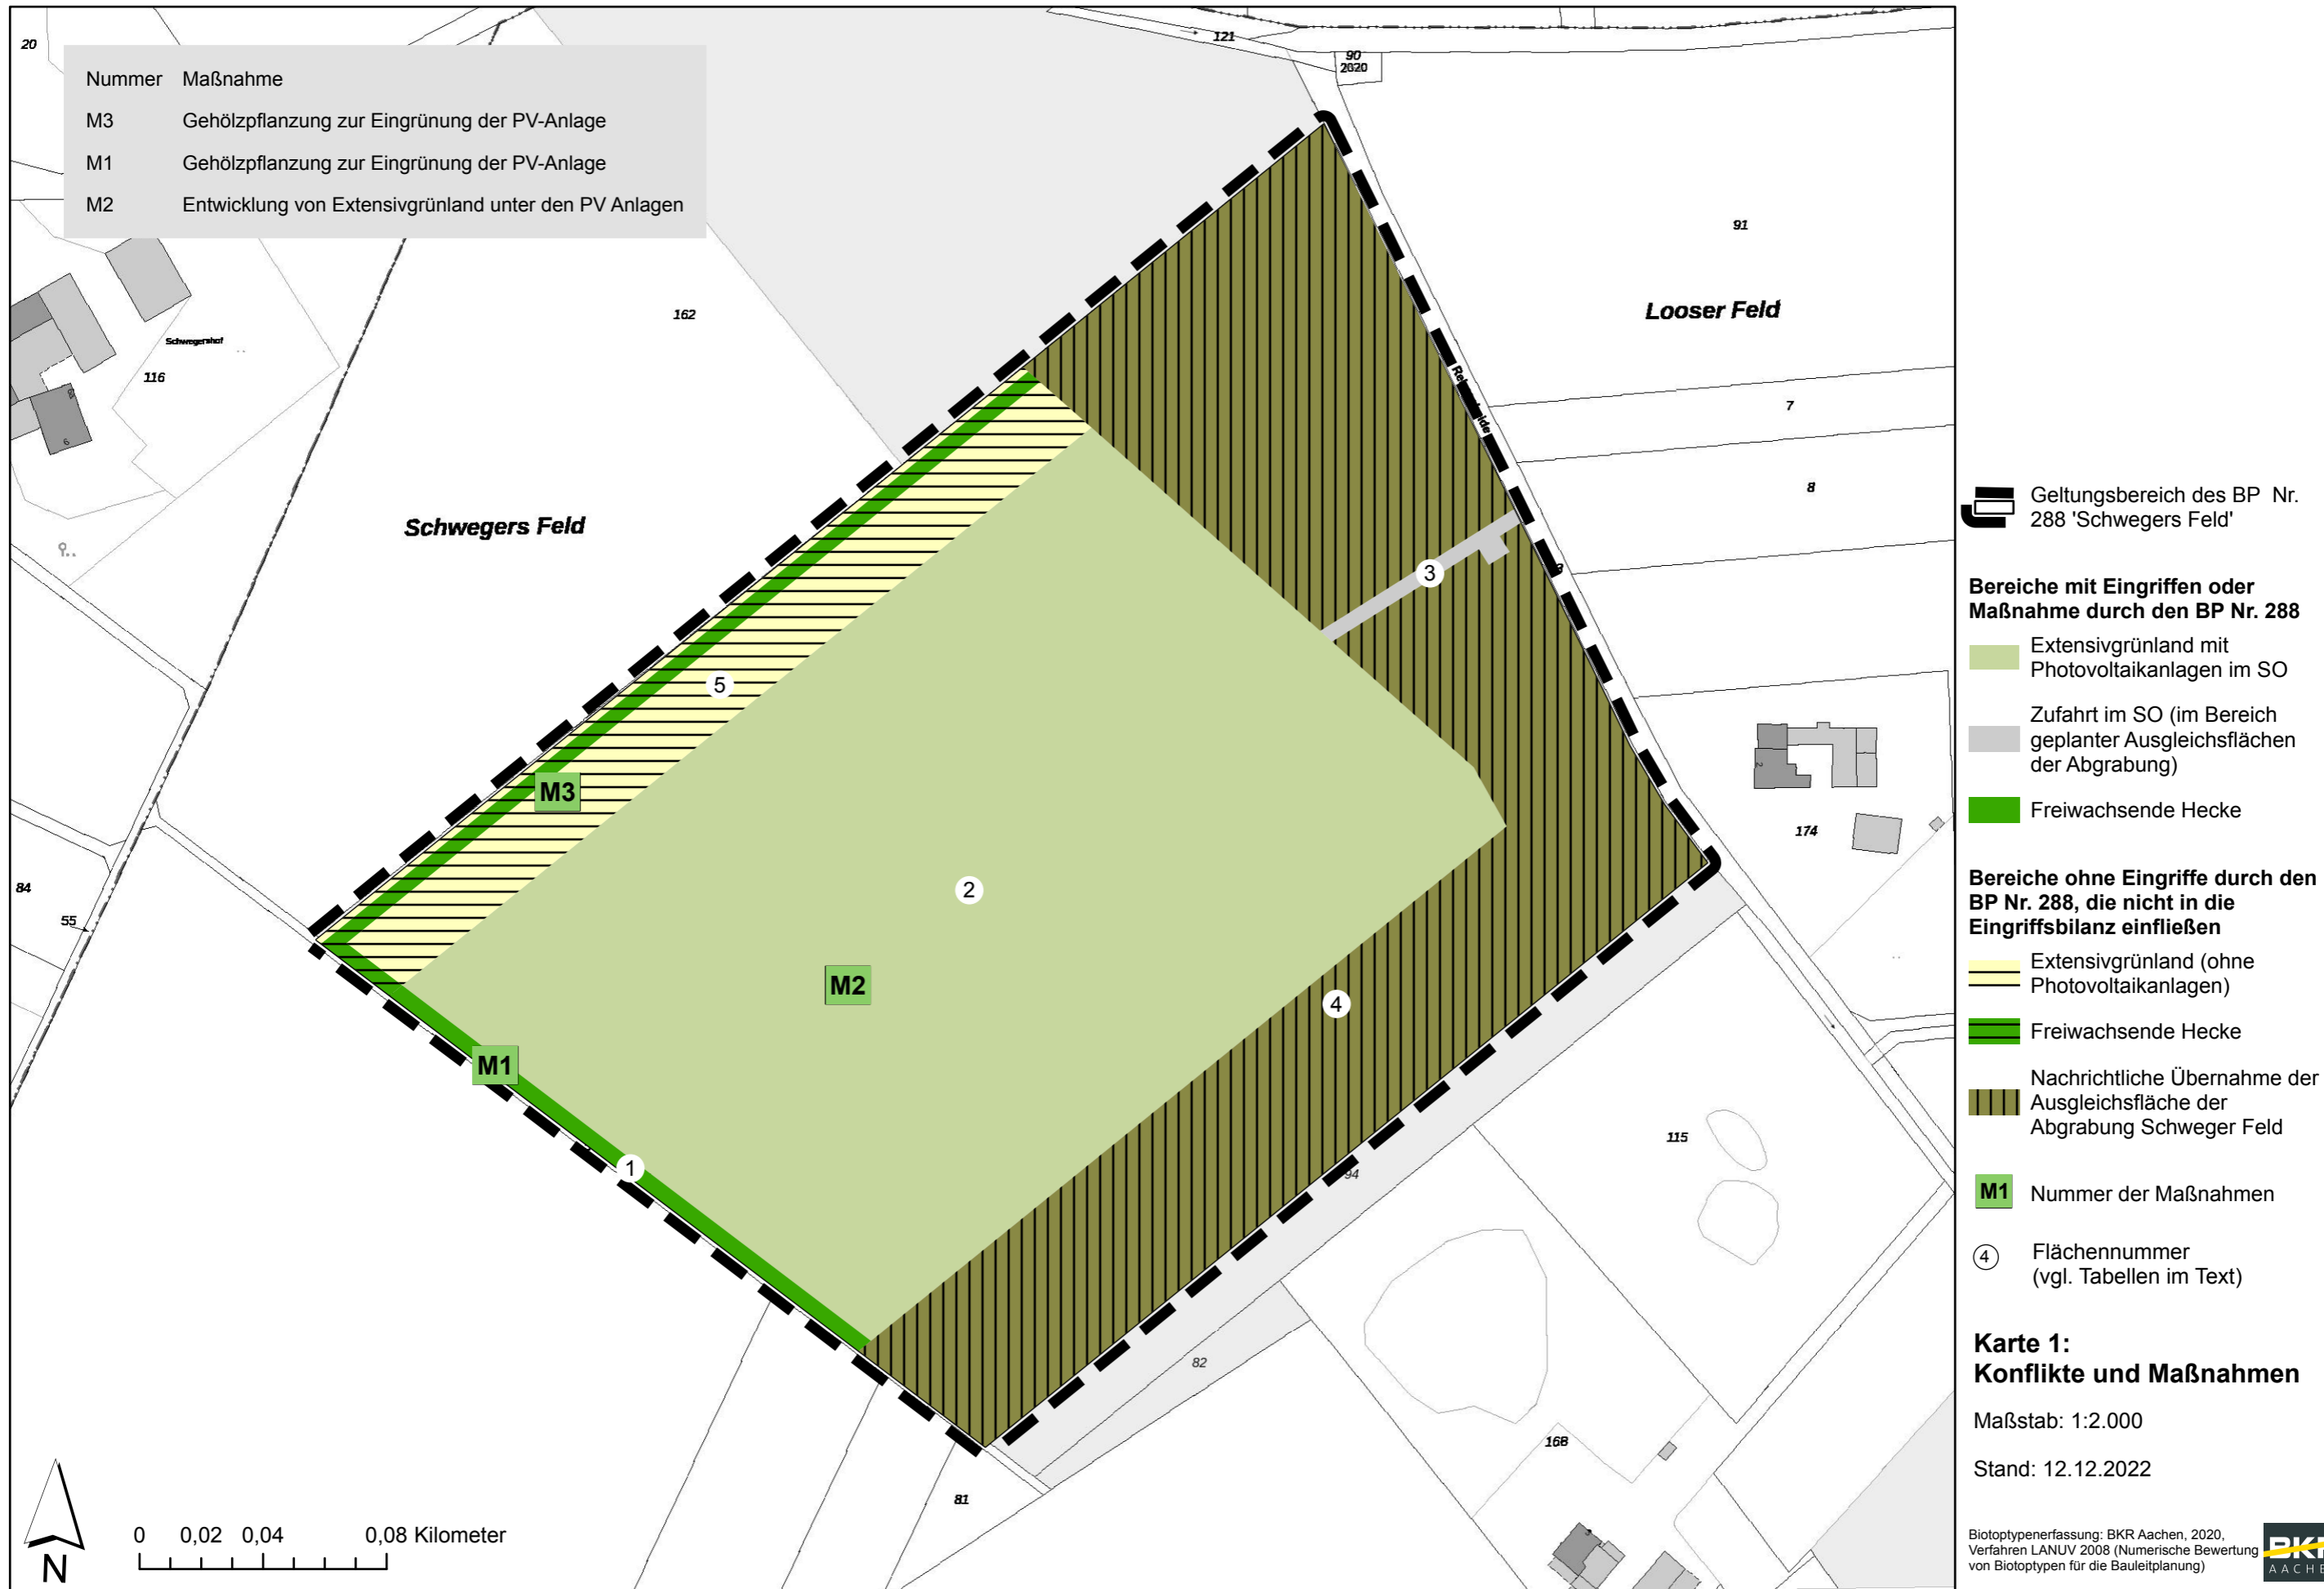 20
Nummer Maßnahme
M3 Gehölzpflanzung zur Eingrünung der PV-Anlage
M1 Gehölzpflanzung zur Eingrünung der PV-Anlage
M2 Entwicklung von Extensivgrünland unter den PV Anlagen
121
90
2020
91
Looser Feld
162
Schwegershof
116
6
7
8
Schwegers Feld
3
5
M3
2
174
84
55
2
M2
4
M1
1
115
94
82
168
81
N
0 0,02 0,04 0,08 Kilometer
Geltungsbereich des BP Nr.
288 'Schwegers Feld'
Bereiche mit Eingriffen oder
Maßnahme durch den BP Nr. 288
Extensivgrünland mit
Photovoltaikanlagen im SO
Zufahrt im SO (im Bereich
geplanter Ausgleichsflächen
der Abgrabung)
Freiwachsende Hecke
Bereiche ohne Eingriffe durch den
BP Nr. 288, die nicht in die
Eingriffsbilanz einfließen
Extensivgrünland (ohne
Photovoltaikanlagen)
Freiwachsende Hecke
Nachrichtliche Übernahme der
Ausgleichsfläche der
Abgrabung Schweger Feld
M1 Nummer der Maßnahmen
4 Flächennummer
(vgl. Tabellen im Text)
Karte 1:
Konflikte und Maßnahmen
Maßstab: 1:2.000
Stand: 12.12.2022
Biotoptypenerfassung: BKR Aachen, 2020,
Verfahren LANUV 2008 (Numerische Bewertung
von Biotoptypen für die Bauleitplanung)